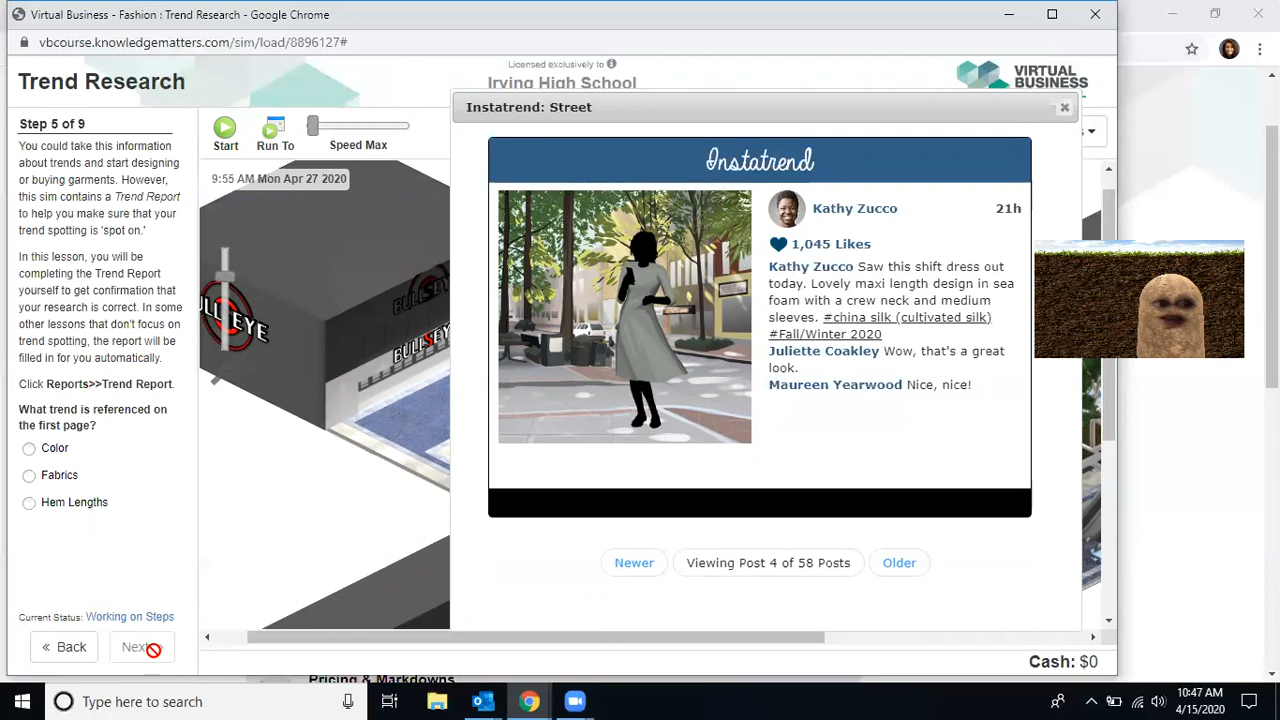 Virtual Business - Fashion : Trend Research - Google Chrome
vbcourse.knowledgematters.com/sim/load/8896127#
Trend Research
Licensed exclusively to
Irving High School
VIRTUAL
BUSINESS
Step 5 of 9
You could take this information
about trends and start designing
or buying garments. However,
this sim contains a Trend Report
to help you make sure that your
trend spotting is 'spot on.'
In this lesson, you will be
completing the Trend Report
yourself to get confirmation that
your research is correct. In some
other lessons that don't focus on
trend spotting, the report will be
filled in for you automatically.
Click Reports>>Trend Report.
What trend is referenced on
the first page?
Color
Fabrics
Hem Lengths
Current Status: Working on Steps
« Back
Next
Start
Run To
Speed Max
9:55 AM Mon Apr 27 2020
BULLSEYE
BULLSEYE
Instatrend: Street
Instatrend
Kathy Zucco
21h
1,045 Likes
Kathy Zucco Saw this shift dress out
today. Lovely maxi length design in sea
foam with a crew neck and medium
sleeves. #china silk (cultivated silk)
#Fall/Winter 2020
Juliette Coakley Wow, that's a great
look.
Maureen Yearwood Nice, nice!
Newer
Viewing Post 4 of 58 Posts
Older
Cash: $0
Pricing & Markdowns
Type here to search
10:47 AM
4/15/2020